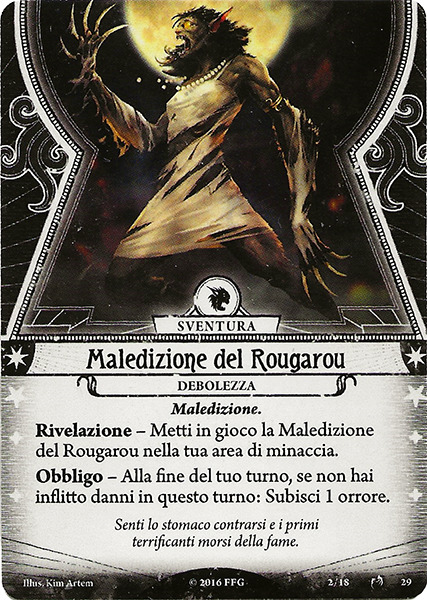 SVENTURA
Maledizione del Rougarou
DEBOLEZZA
Maledizione.
Rivelazione – Metti in gioco la Maledizione
del Rougarou nella tua area di minaccia.
Obbligo – Alla fine del tuo turno, se non hai
inflitto danni in questo turno: Subisci 1 orrore.
Senti lo stomaco contrarsi e i primi
terrificanti morsi della fame.
Illus. Kim Artem © 2016 FFG 2/18 29